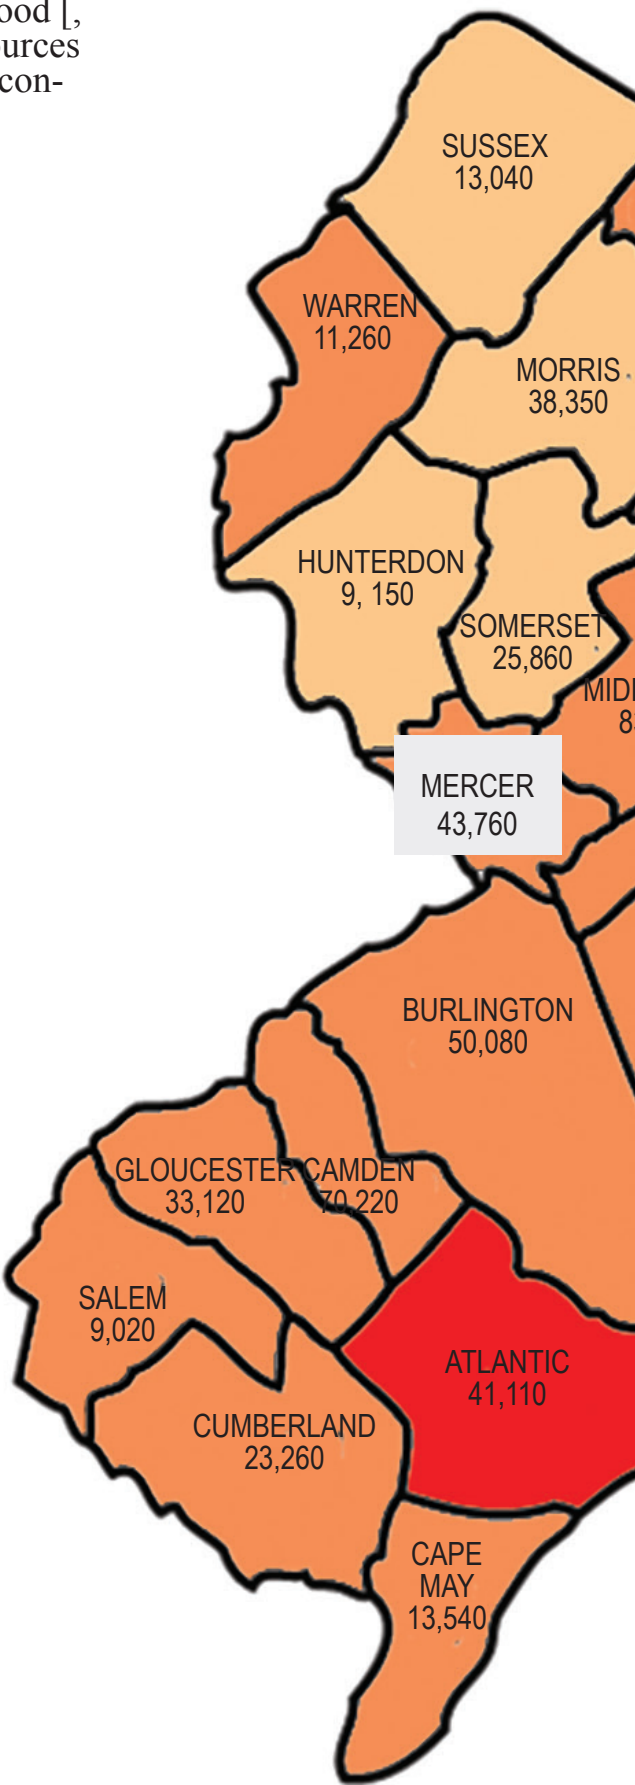 ood [,
urces
con-
SUSSEX
13,040
WARREN
11,260
MORRIS
38,350
HUNTERDON
9, 150
SOMERSET
25,860
MIDI
8
MERCER
43,760
BURLINGTON
50,080
GLOUCESTER CAMDEN
33,120 70,220
SALEM
9,020
ATLANTIC
41,110
CUMBERLAND
23,260
CAPE
MAY
13,540